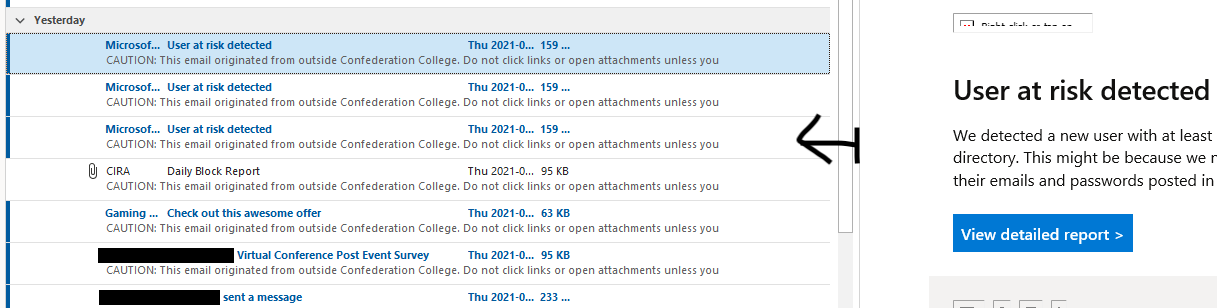 Yesterday
Microsof... User at risk detected Thu 2021-0... 159 ...
CAUTION: This email originated from outside Confederation College. Do not click links or open attachments unless you
Microsof... User at risk detected Thu 2021-0... 159 ...
CAUTION: This email originated from outside Confederation College. Do not click links or open attachments unless you
Microsof... User at risk detected Thu 2021-0... 159 ...
CAUTION: This email originated from outside Confederation College. Do not click links or open attachments unless you
CIRA Daily Block Report Thu 2021-0... 95 KB
CAUTION: This email originated from outside Confederation College. Do not click links or open attachments unless you
Gaming ... Check out this awesome offer Thu 2021-0... 63 KB
CAUTION: This email originated from outside Confederation College. Do not click links or open attachments unless you
Virtual Conference Post Event Survey Thu 2021-0... 95 KB
CAUTION: This email originated from outside Confederation College. Do not click links or open attachments unless you
sent a message Thu 2021-0... 233 ...
User at risk detected
We detected a new user with at least
directory. This might be because we
their emails and passwords posted in
View detailed report >